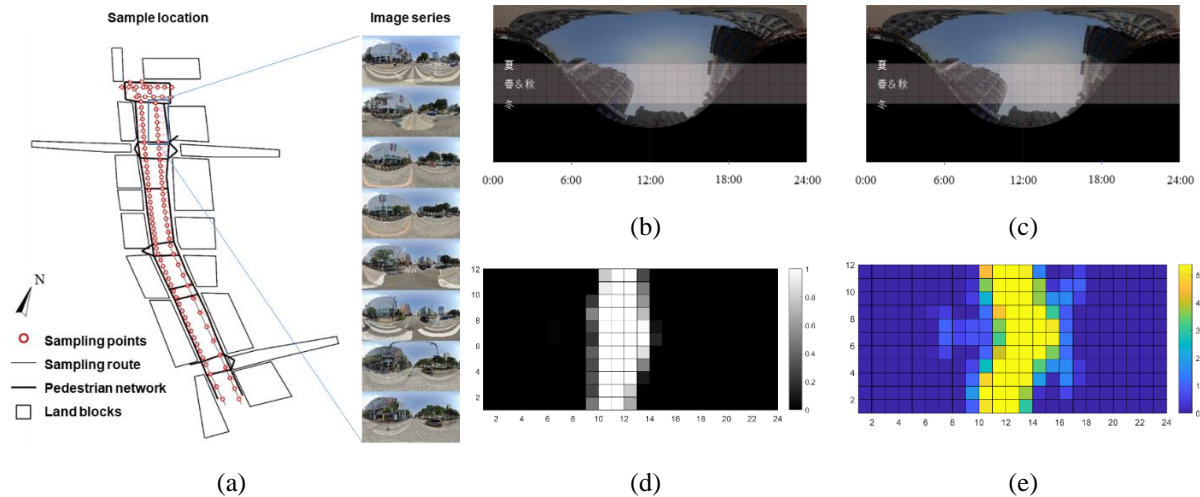 Sample location
Image series
N
Sampling points
Sampling route
Pedestrian network
Land blocks
(a)
夏
春&秋
冬
0:00 6:00 12:00 18:00 24:00
(b)
夏
春&秋
冬
0:00 6:00 12:00 18:00 24:00
(c)
12
10
8
6
4
2
2 4 6 8 10 12 14 16 18 20 22 24
1
0.8
0.6
0.4
0.2
0
(d)
12
10
8
6
4
2
2 4 6 8 10 12 14 16 18 20 22 24
5
4
3
2
1
0
(e)